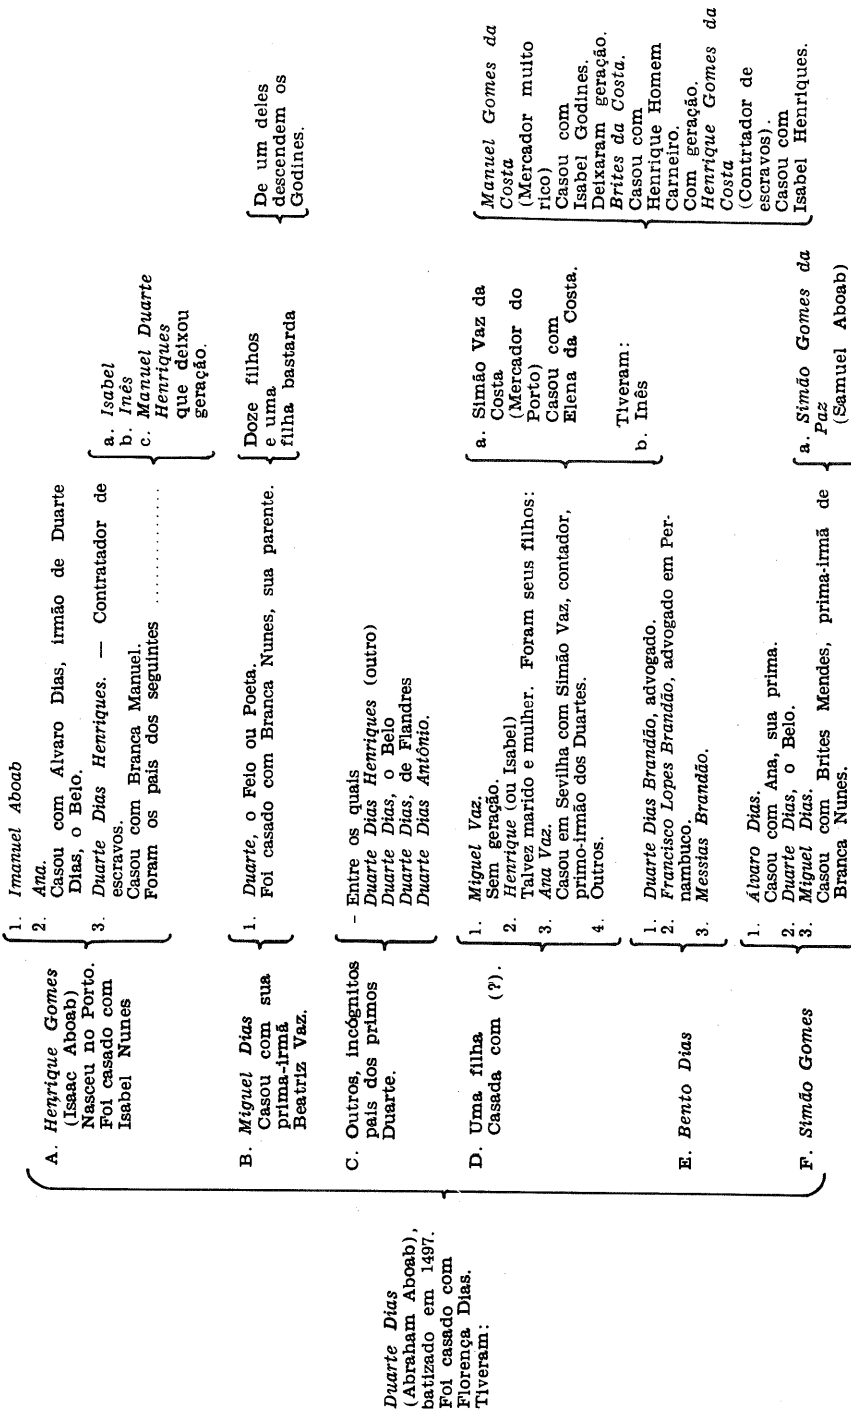 Duarte Dias
(Abraham Aboab),
batizado em 1497.
Foi casado com
Florença Dias.
Tiveram:
A. Henrique Gomes
(Isaac Aboab)
Nasceu no Porto.
Foi casado com
Isabel Nunes
1. Imanuel Aboab
2. Ana.
Casou com Alvaro Dias, irmão de Duarte
Dias, o Belo.
3. Duarte Dias Henriques. — Contratador de
escravos.
Casou com Branca Manuel.
Foram os pais dos seguintes ...............
a. Isabel
b. Inês
c. Manuel Duarte
Henriques
que deixou
geração.
B. Miguel Dias
Casou com sua
prima-irmã
Beatriz Vaz.
1. Duarte, o Feio ou Poeta.
Foi casado com Branca Nunes, sua parente.
Doze filhos
e uma
filha bastarda
De um deles
descendem os
Godines.
C. Outros, incógnitos
pais dos primos
Duarte.
– Entre os quais
Duarte Dias Henriques (outro)
Duarte Dias, o Belo
Duarte Dias, de Flandres
Duarte Dias Antônio.
D. Uma filha
Casada com (?).
1. Miguel Vaz.
Sem geração.
2. Henrique (ou Isabel)
Talvez marido e mulher. Foram seus filhos:
3. Ana Vaz.
Casou em Sevilha com Simão Vaz, contador,
primo-irmão dos Duartes.
4. Outros.
a. Simão Vaz da
Costa
(Mercador do
Porto)
Casou com
Elena da Costa.
Tiveram:
b. Inês
Manuel Gomes da
Costa
(Mercador muito
rico)
Casou com
Isabel Godines.
Deixaram geração.
Brites da Costa.
Casou com
Henrique Homem
Carneiro.
Com geração.
Henrique Gomes da
Costa
(Contrtador de
escravos).
Casou com
Isabel Henriques.
E. Bento Dias
1. Duarte Dias Brandão, advogado.
2. Francisco Lopes Brandão, advogado em Per-
nambuco.
3. Messias Brandão.
F. Simão Gomes
1. Álvaro Dias.
Casou com Ana, sua prima.
2. Duarte Dias, o Belo.
3. Miguel Dias.
Casou com Brites Mendes, prima-irmã de
Branca Nunes.
a. Simão Gomes da
Paz
(Samuel Aboab)